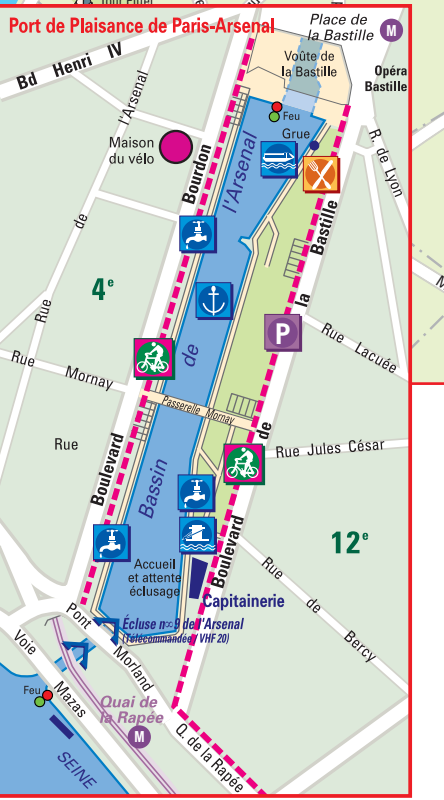 Port de Plaisance de Paris-Arsenal
Place de
la Bastille
M
Bd Henri IV
Voûte de
la Bastille
Opéra
Bastille
Feu
Grue
R. de Lyon
Maison
du vélo
Rue de l'Arsenal
Boulevard Bourdon
Bassin de l'Arsenal
Boulevard de la Bastille
4e
P
Rue Lacuée
Rue Mornay
Passerelle Mornay
Rue
Rue Jules César
12e
Accueil
et attente
éclusage
Capitainerie
Rue de Bercy
Écluse n° 9 de l'Arsenal
(Télécommandée / VHF 20)
Pont Morland
Voie Mazas
Feu
Quai de
la Rapée
M
Q. de la Rapée
SEINE